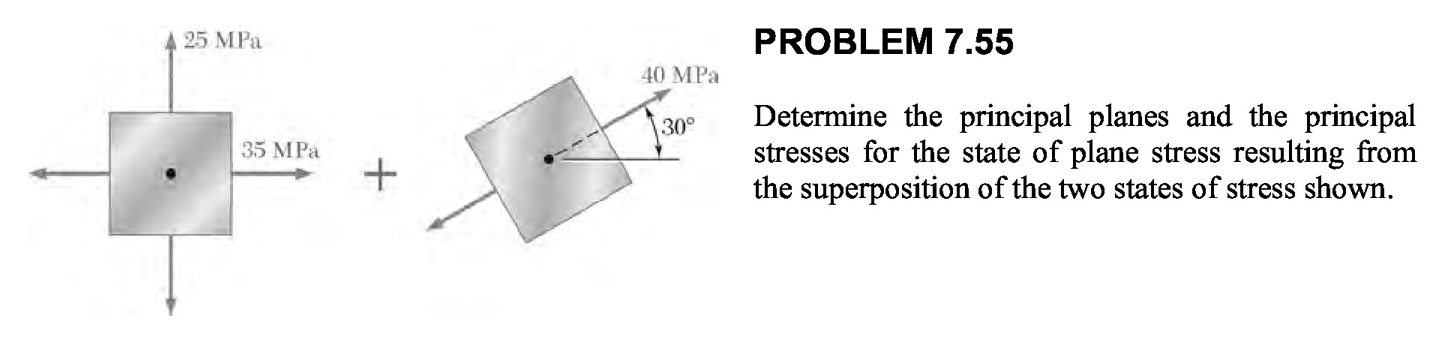 25 MPa
35 MPa
+
40 MPa
30°
PROBLEM 7.55
Determine the principal planes and the principal
stresses for the state of plane stress resulting from
the superposition of the two states of stress shown.